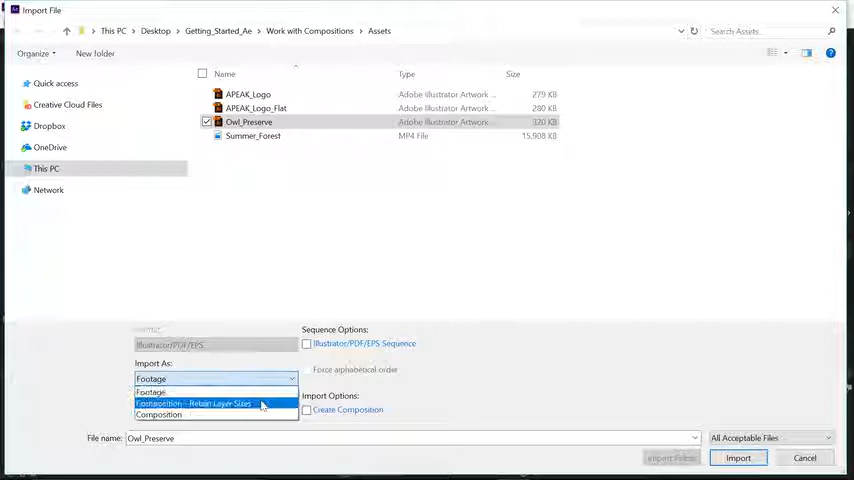 Import File
This PC > Desktop > Getting_Started_Ae > Work with Compositions > Assets
Search Assets...
Organize
New folder
Name
Type
Size
Quick access
Creative Cloud Files
Dropbox
OneDrive
This PC
Network
APEAK_Logo
Adobe Illustrator Artwork ...
279 KB
APEAK_Logo_Flat
Adobe Illustrator Artwork ...
280 KB
Owl_Preserve
Adobe Illustrator Artwork ...
320 KB
Summer_Forest
MP4 File
15,908 KB
Format:
Illustrator/PDF/EPS
Import As:
Footage
Footage
Composition - Retain Layer Sizes
Composition
Sequence Options:
Illustrator/PDF/EPS Sequence
Force alphabetical order
Import Options:
Create Composition
File name:
Owl_Preserve
All Acceptable Files
Import Folder
Import
Cancel